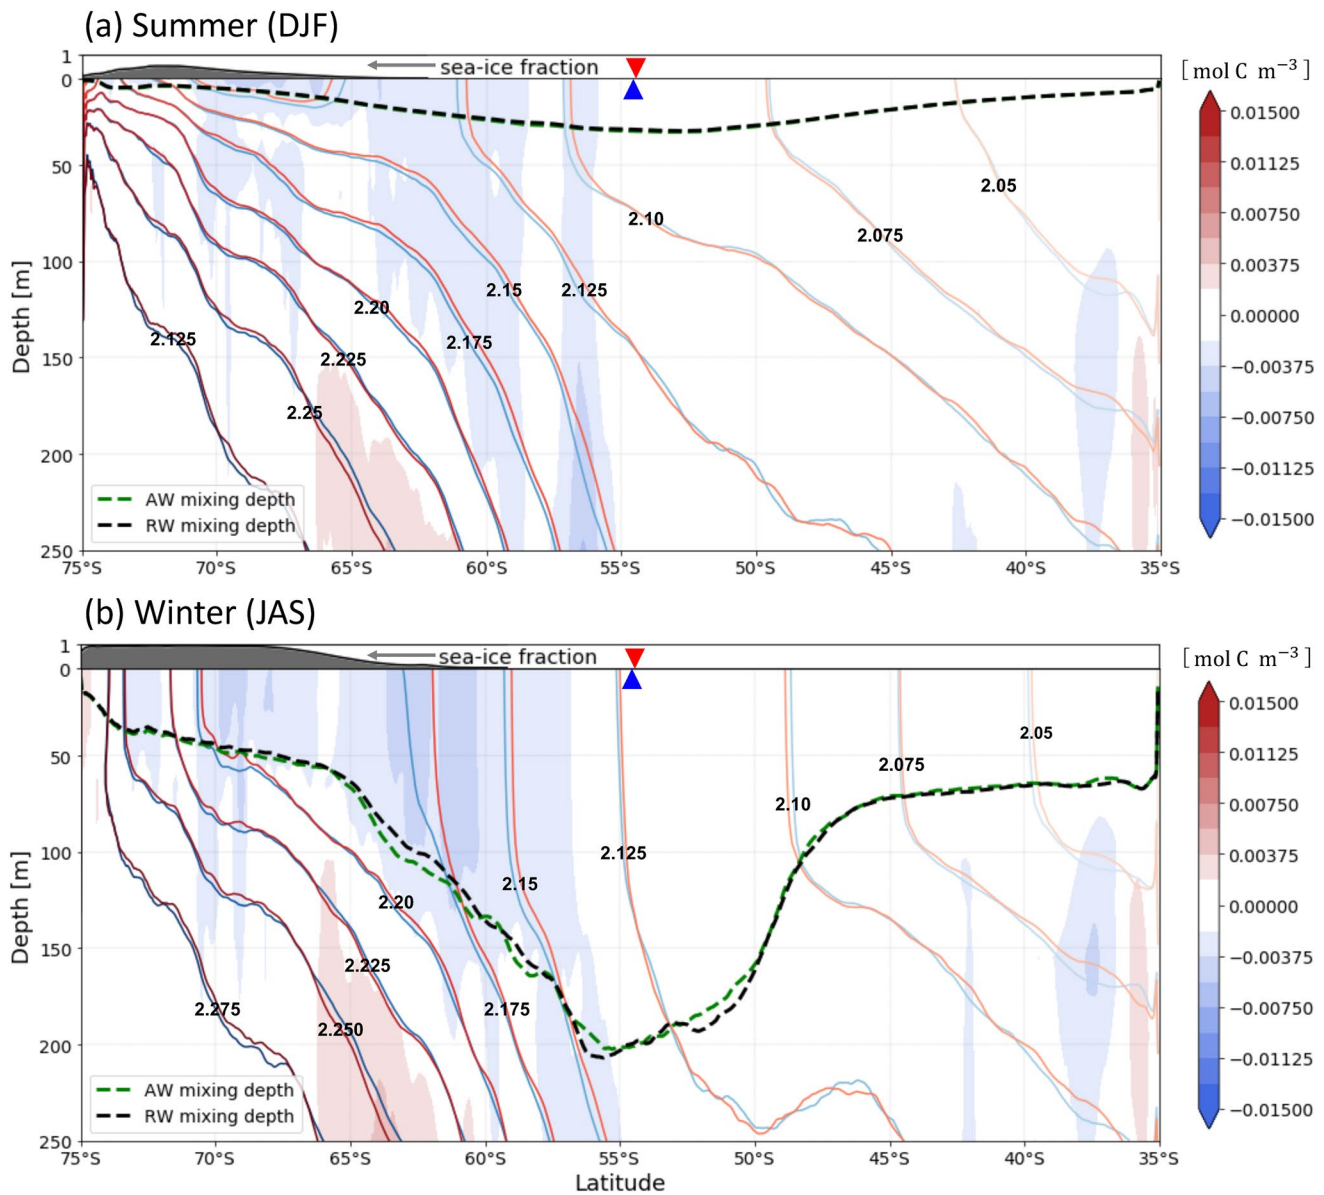 (a) Summer (DJF)
1
sea-ice fraction
[ mol C m⁻³ ]
0
50
100
150
200
250
Depth [m]
2.05
2.10
2.075
2.15
2.125
2.20
2.175
2.125
2.225
2.25
AW mixing depth
RW mixing depth
75°S
70°S
65°S
60°S
55°S
50°S
45°S
40°S
35°S
0.01500
0.01125
0.00750
0.00375
0.00000
−0.00375
−0.00750
−0.01125
−0.01500
(b) Winter (JAS)
1
sea-ice fraction
[ mol C m⁻³ ]
0
50
100
150
200
250
Depth [m]
2.05
2.075
2.10
2.125
2.15
2.20
2.225
2.275
2.175
2.250
AW mixing depth
RW mixing depth
75°S
70°S
65°S
60°S
55°S
50°S
45°S
40°S
35°S
Latitude
0.01500
0.01125
0.00750
0.00375
0.00000
−0.00375
−0.00750
−0.01125
−0.01500